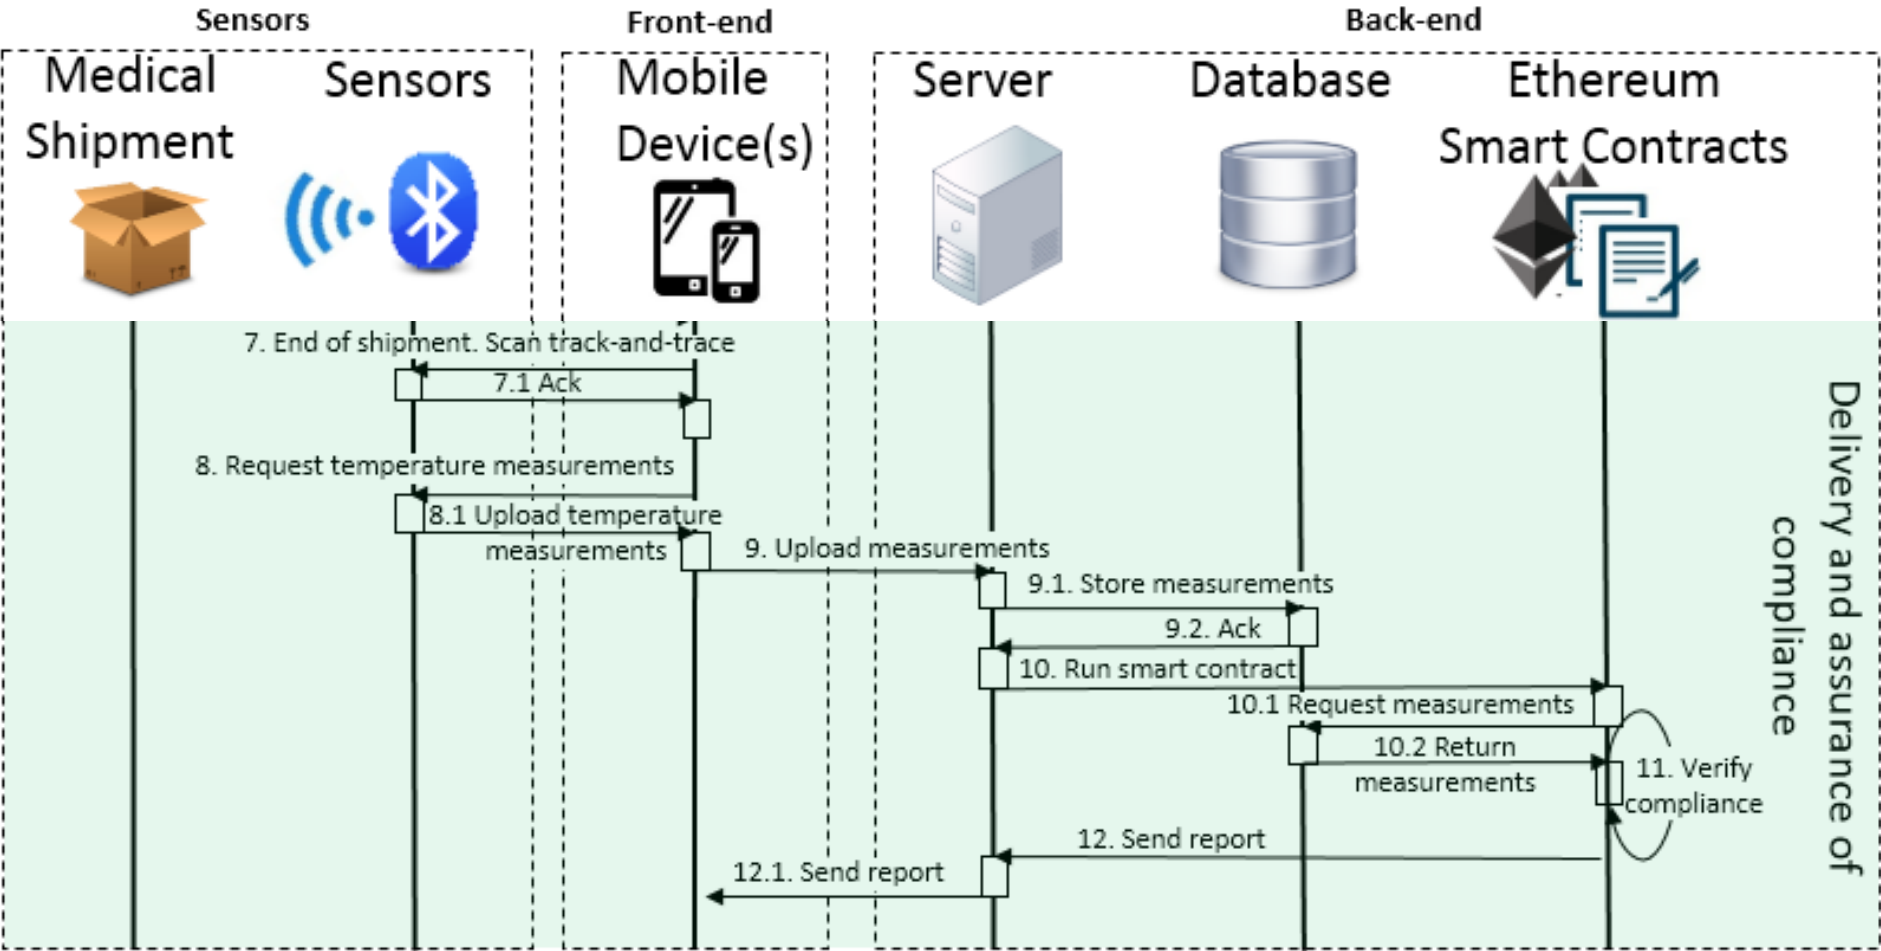 Sensors
Front-end
Back-end
Medical
Shipment
Sensors
Mobile
Device(s)
Server
Database
Ethereum
Smart Contracts
7. End of shipment. Scan track-and-trace
7.1 Ack
8. Request temperature measurements
8.1 Upload temperature
measurements
9. Upload measurements
9.1. Store measurements
9.2. Ack
10. Run smart contract
10.1 Request measurements
10.2 Return
measurements
11. Verify
compliance
12. Send report
12.1. Send report
Delivery and assurance of
compliance